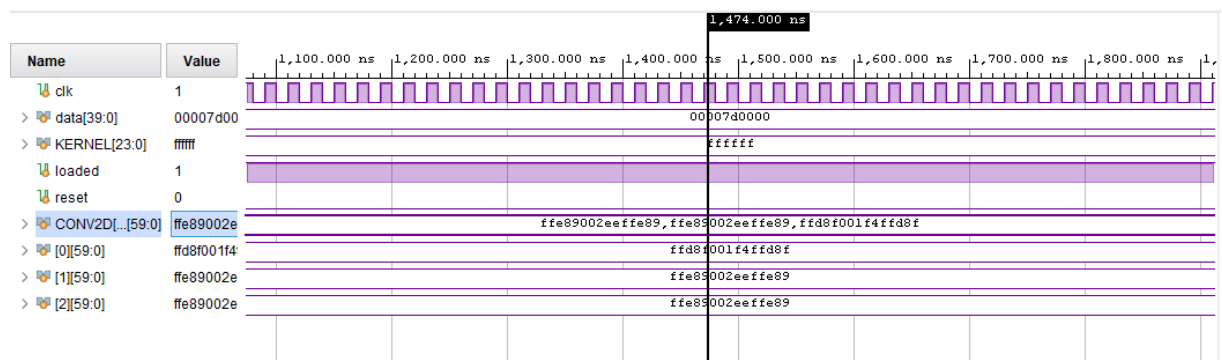 1,474.000 ns
Name Value 1,100.000 ns 1,200.000 ns 1,300.000 ns 1,400.000 ns 1,500.000 ns 1,600.000 ns 1,700.000 ns 1,800.000 ns 1,
clk 1
data[39:0] 00007d00 00007d0000
KERNEL[23:0] ffffff ffffff
loaded 1
reset 0
CONV2D[...[59:0] ffe89002e ffe89002eeffe89,ffe89002eeffe89,ffd8f001f4ffd8f
[0][59:0] ffd8f001f4 ffd8f001f4ffd8f
[1][59:0] ffe89002e ffe89002eeffe89
[2][59:0] ffe89002e ffe89002eeffe89